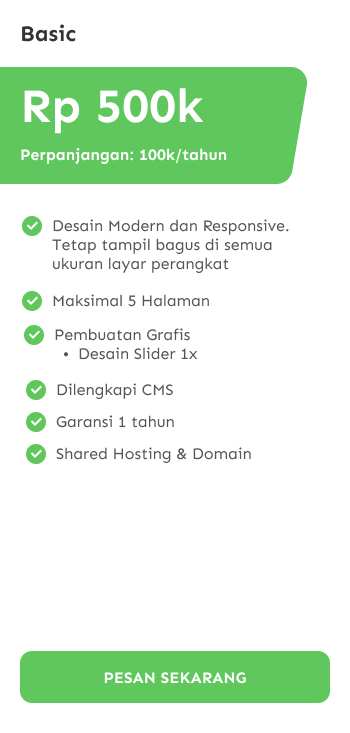 Basic
Rp 500k
Perpanjangan: 100k/tahun
Desain Modern dan Responsive.
Tetap tampil bagus di semua
ukuran layar perangkat
Maksimal 5 Halaman
Pembuatan Grafis
• Desain Slider 1x
Dilengkapi CMS
Garansi 1 tahun
Shared Hosting & Domain
PESAN SEKARANG